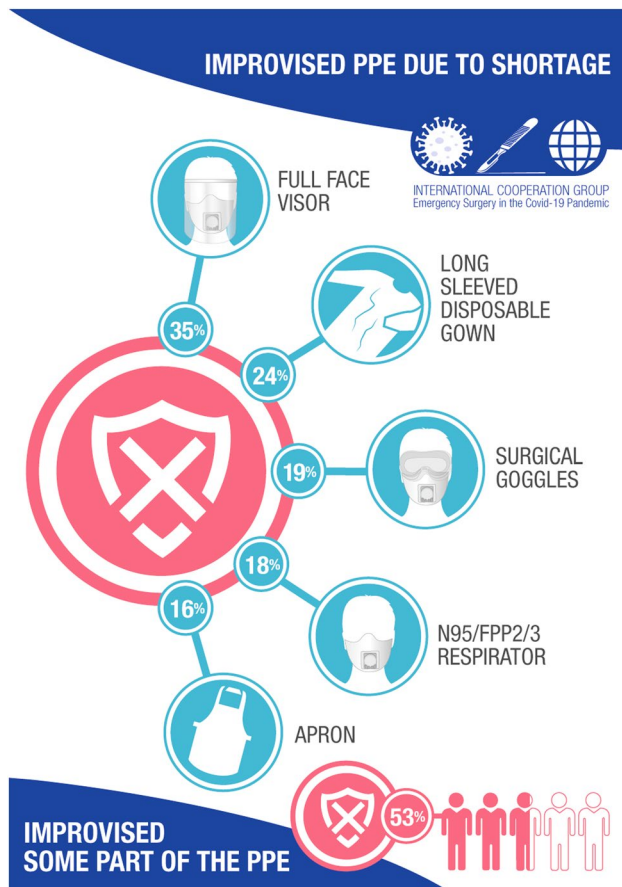 IMPROVISED PPE DUE TO SHORTAGE
INTERNATIONAL COOPERATION GROUP
Emergency Surgery in the Covid-19 Pandemic
FULL FACE
VISOR
35%
LONG
SLEEVED
DISPOSABLE
GOWN
24%
SURGICAL
GOGGLES
19%
N95/FPP2/3
RESPIRATOR
18%
APRON
16%
IMPROVISED
SOME PART OF THE PPE
53%